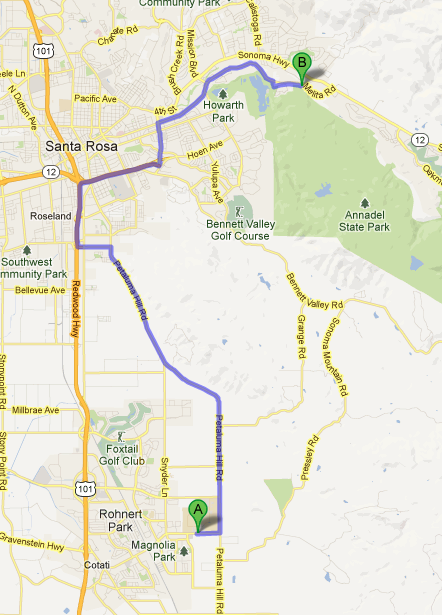 Community Park
Calistoga Rd
Chanate Rd
Mission Blvd
Brush Creek Rd
101
Sonoma Hwy
B
Melita Rd
N Dutton Ave
Pacific Ave
4th St
Howarth
Park
12
Santa Rosa
Hoen Ave
12
Yulupa Ave
Roseland
Bennett Valley
Golf Course
Annadel
State Park
Southwest
Community Park
Bellevue Ave
Redwood Hwy
Petaluma Hill Rd
Bennett Valley Rd
Grange Rd
Sonoma Mountain Rd
Stony Point Rd
Millbrae Ave
Petaluma Hill Rd
Pressley Rd
Stony Point Rd
Foxtail
Golf Club
Snyder Ln
101
Rohnert
Park
A
Magnolia
Park
Gravenstein Hwy
Cotati
Petaluma Hill Rd